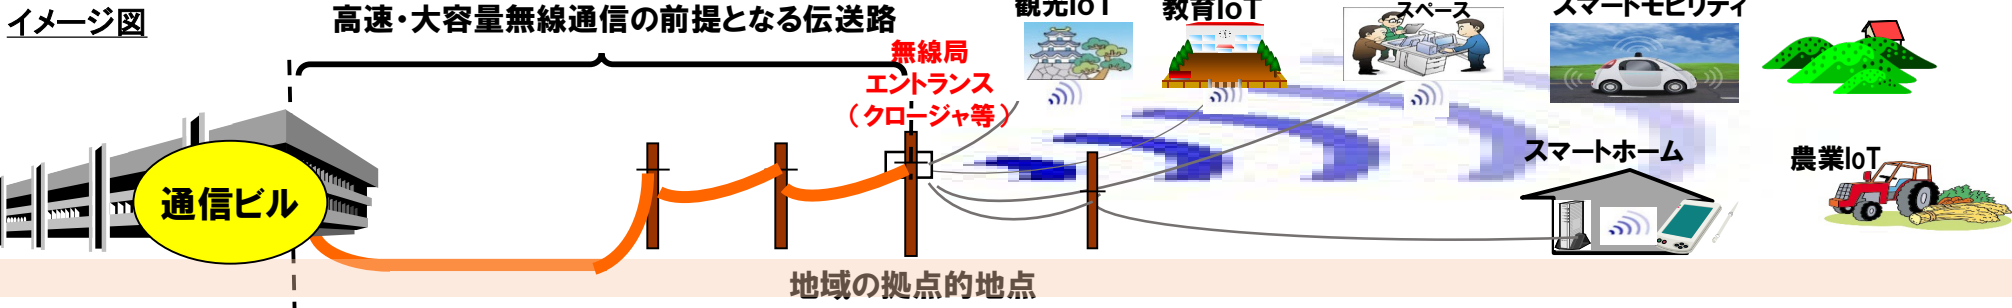 イメージ図
高速・大容量無線通信の前提となる伝送路
無線局
エントランス
(クロージャ等)
観光IoT
教育IoT
スペース
スマートモビリティ
通信ビル
スマートホーム
農業IoT
地域の拠点的地点